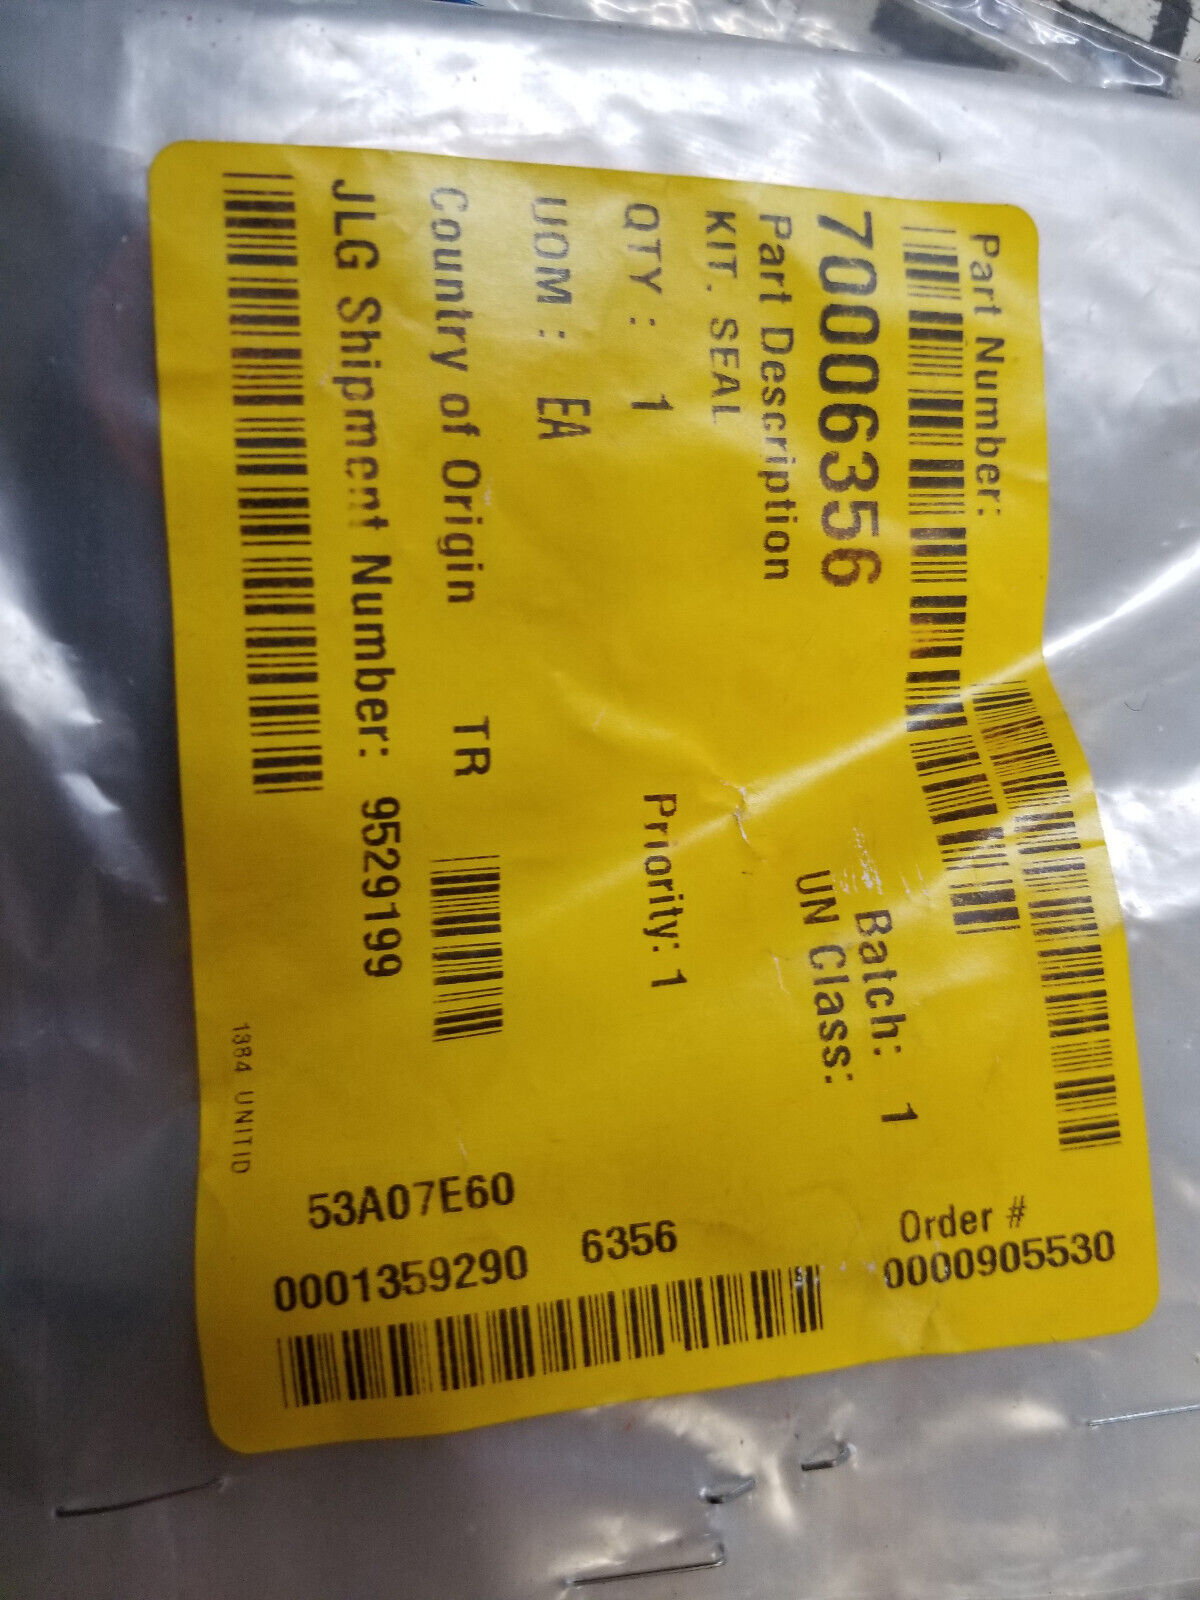 Part Number:
70006356
Part Description
KIT. SEAL
QTY : 1
UOM : EA
Country of Origin TR
JLG Shipment Number: 9529199
Batch: 1
UN Class:
Priority: 1
1384 UNITID
Order #
0000905530
53A07E60
0001359290 6356